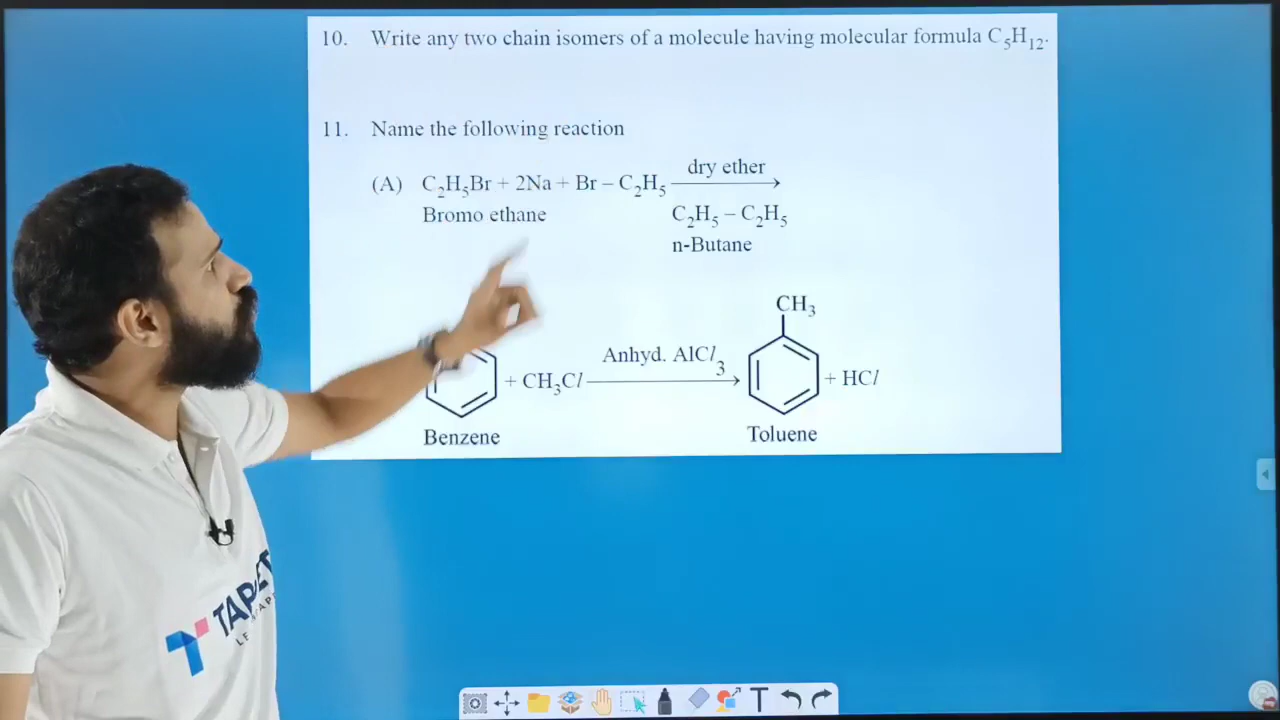 10. Write any two chain isomers of a molecule having molecular formula C₅H₁₂.
11. Name the following reaction
(A) C₂H₅Br + 2Na + Br – C₂H₅ dry ether →
Bromo ethane
C₂H₅ – C₂H₅
n-Butane
CH₃
+ CH₃Cl Anhyd. AlCl₃ → + HCl
Benzene
Toluene
T